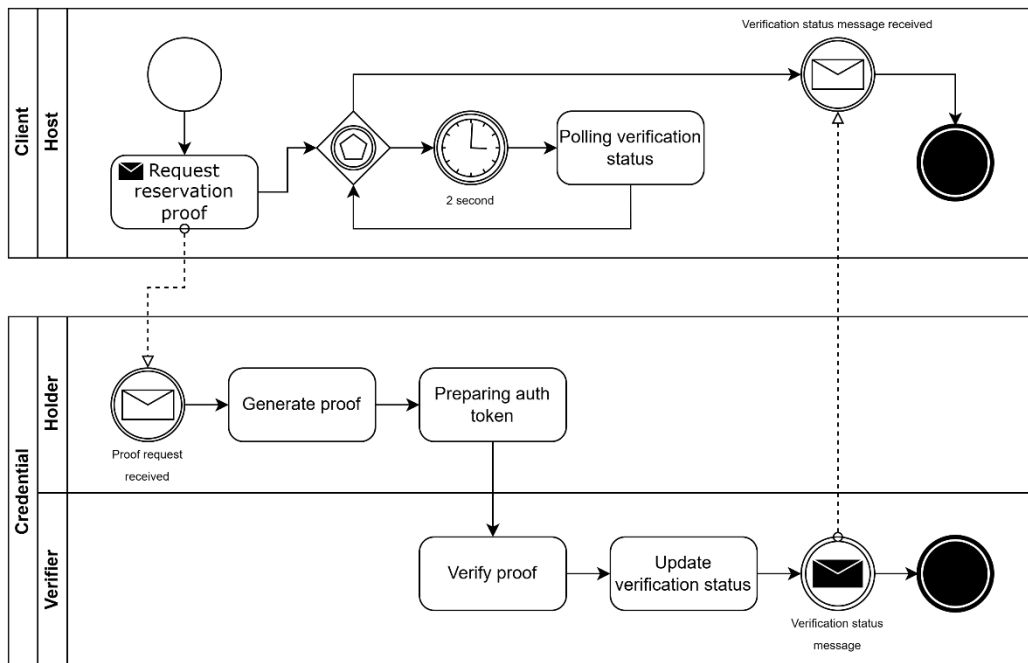 Client
Host
Request
reservation
proof
2 second
Polling verification
status
Verification status message received
Credential
Holder
Proof request
received
Generate proof
Preparing auth
token
Verifier
Verify proof
Update
verification status
Verification status
message